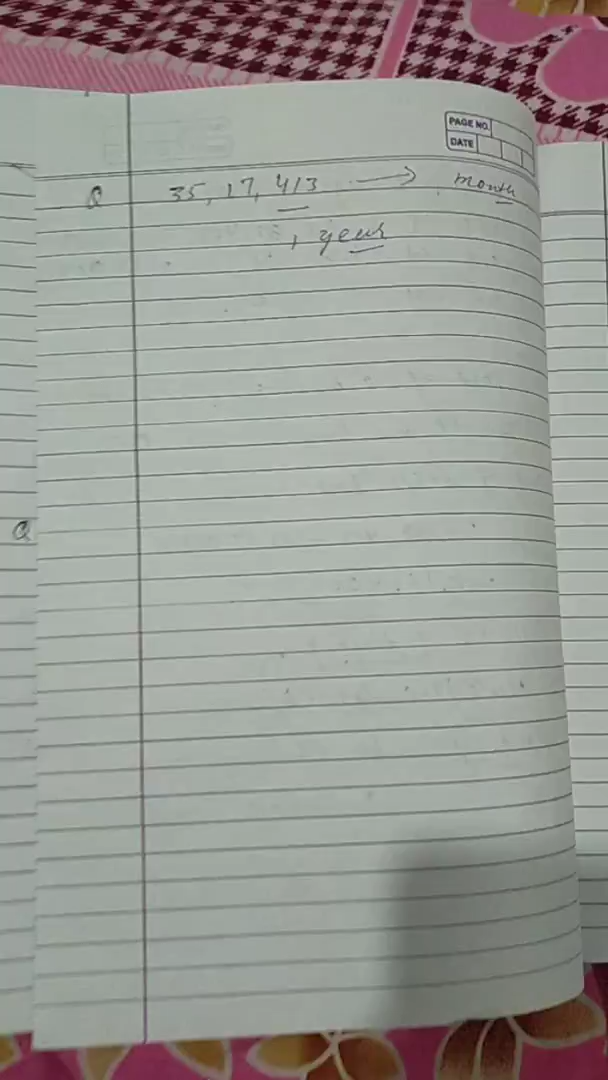 PAGE NO.
DATE
Q 35, 17, 413 → month
, year
Q